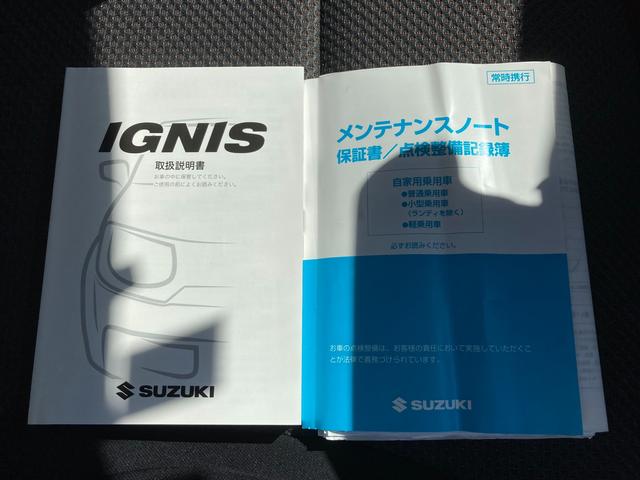 IGNIS
取扱説明書
お車の中に保管してください。
ご使用の前によくお読みください。
SUZUKI
常時携行
メンテナンスノート
保証書／点検整備記録簿
自家用乗用車
●普通乗用車
●小型乗用車
（ランディを除く）
●軽乗用車
必ずお読みください。
お車の点検整備は、お客様の責任において実施していただくこ
とが法律で義務づけられています。
SUZUKI